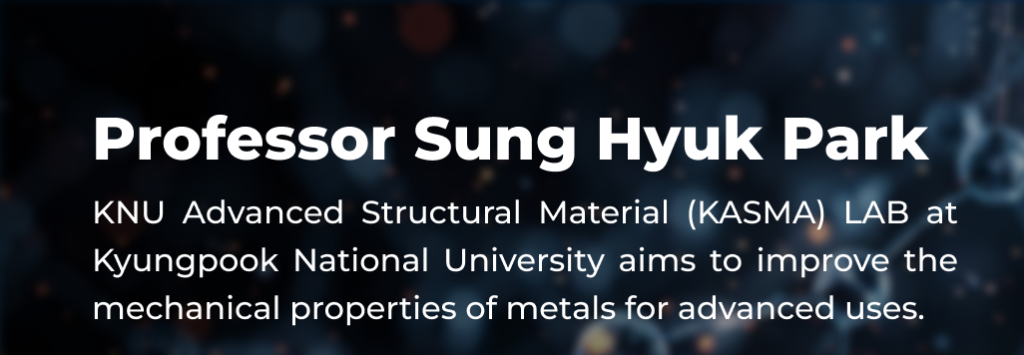 Professor Sung Hyuk Park
KNU Advanced Structural Material (KASMA) LAB at
Kyungpook National University aims to improve the
mechanical properties of metals for advanced uses.